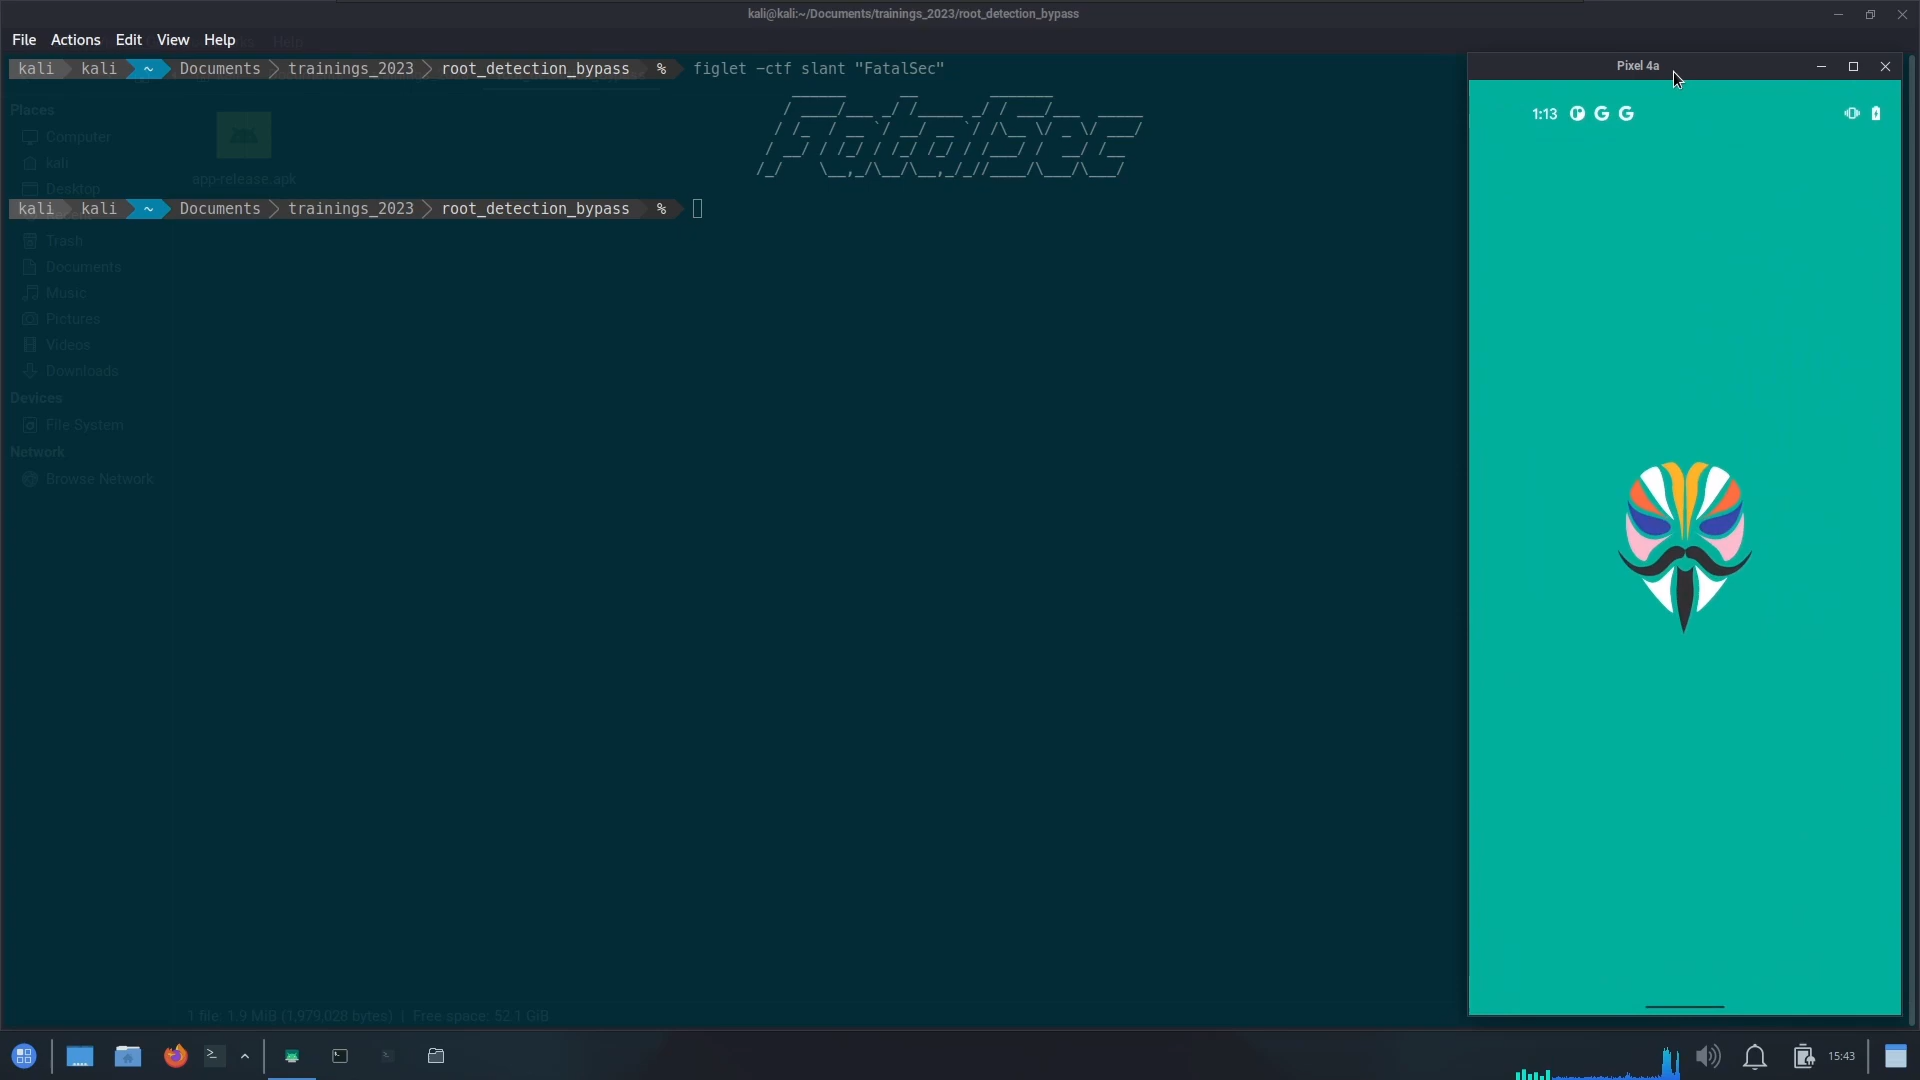 kali@kali:~/Documents/trainings_2023/root_detection_bypass
File Actions Edit View Help
Help
kali kali ~ Documents trainings_2023 root_detection_bypass % figlet -ctf slant "FatalSec"
FatalSec
kali kali ~ Documents trainings_2023 root_detection_bypass %
Places
Computer
kali
Desktop
Trash
Documents
Music
Pictures
Videos
Downloads
Devices
File System
Network
Browse Network
app-release.apk
1 file: 1.9 MiB (1,979,028 bytes) | Free space: 52.1 GiB
Pixel 4a
1:13
15:43